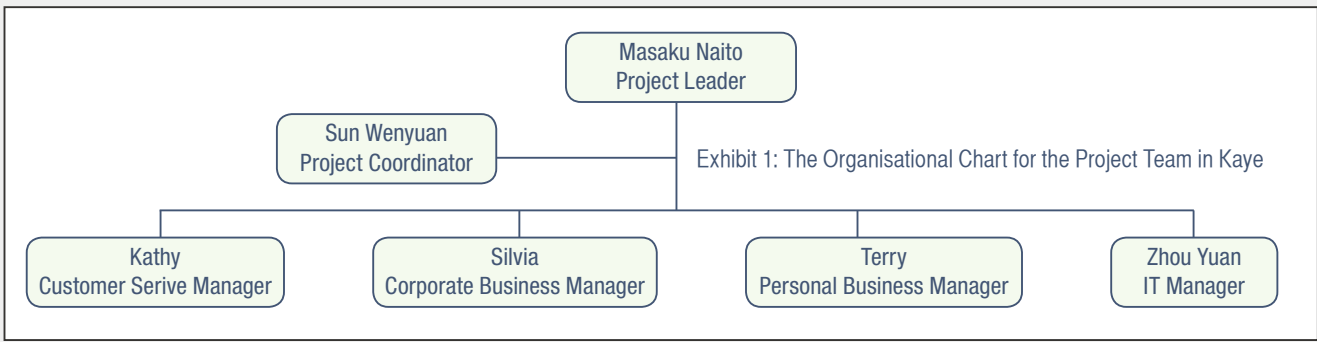 Masaku Naito
Project Leader
Sun Wenyuan
Project Coordinator
Exhibit 1: The Organisational Chart for the Project Team in Kaye
Kathy
Customer Serive Manager
Silvia
Corporate Business Manager
Terry
Personal Business Manager
Zhou Yuan
IT Manager